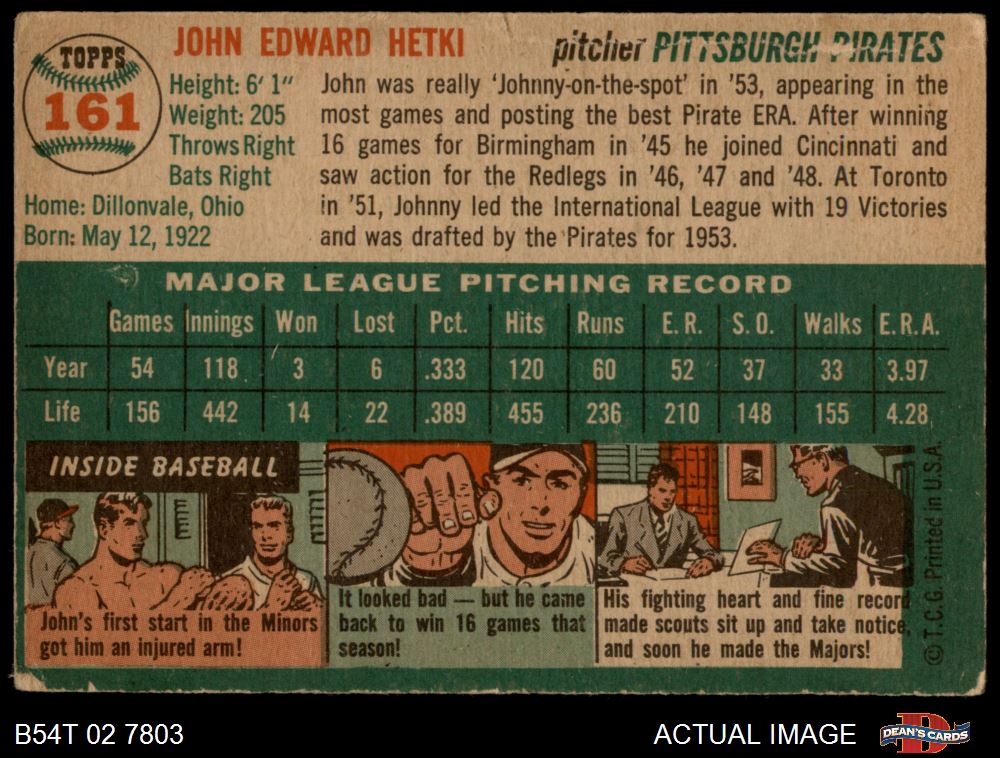 TOPPS
161
JOHN EDWARD HETKI
pitcher PITTSBURGH PIRATES
Height: 6' 1"
Weight: 205
Throws Right
Bats Right
Home: Dillonvale, Ohio
Born: May 12, 1922
John was really 'Johnny-on-the-spot' in '53, appearing in the
most games and posting the best Pirate ERA. After winning
16 games for Birmingham in '45 he joined Cincinnati and
saw action for the Redlegs in '46, '47 and '48. At Toronto
in '51, Johnny led the International League with 19 Victories
and was drafted by the Pirates for 1953.
MAJOR LEAGUE PITCHING RECORD
Games Innings Won Lost Pct. Hits Runs E.R. S.O. Walks E.R.A.
Year 54 118 3 6 .333 120 60 52 37 33 3.97
Life 156 442 14 22 .389 455 236 210 148 155 4.28
INSIDE BASEBALL
John's first start in the Minors
got him an injured arm!
It looked bad — but he came
back to win 16 games that
season!
His fighting heart and fine record
made scouts sit up and take notice,
and soon he made the Majors!
© T.C.G. Printed in U.S.A.
B54T 02 7803
ACTUAL IMAGE
DEAN'S CARDS